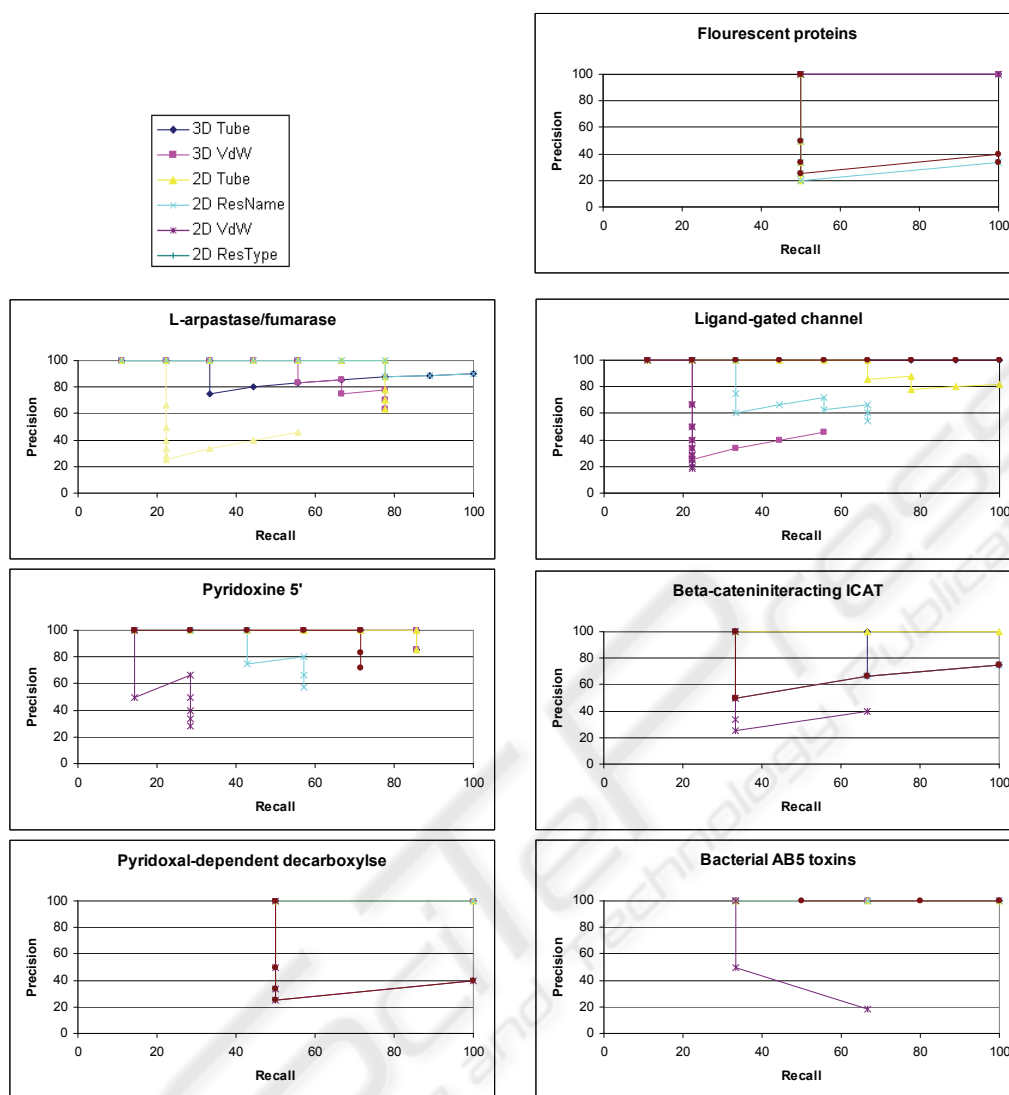 Flourescent proteins
100
80
60
40
20
0
Precision
0 20 40 60 80 100
Recall
3D Tube
3D VdW
2D Tube
2D ResName
2D VdW
2D ResType
L-arpastase/fumarase
100
80
60
40
20
0
Precision
0 20 40 60 80 100
Recall
Ligand-gated channel
100
80
60
40
20
0
Precision
0 20 40 60 80 100
Recall
Pyridoxine 5'
100
80
60
40
20
0
Precision
0 20 40 60 80 100
Recall
Beta-cateniniteracting ICAT
100
80
60
40
20
0
Precision
0 20 40 60 80 100
Recall
Pyridoxal-dependent decarboxylse
100
80
60
40
20
0
Precision
0 20 40 60 80 100
Recall
Bacterial AB5 toxins
100
80
60
40
20
0
Precision
0 20 40 60 80 100
Recall